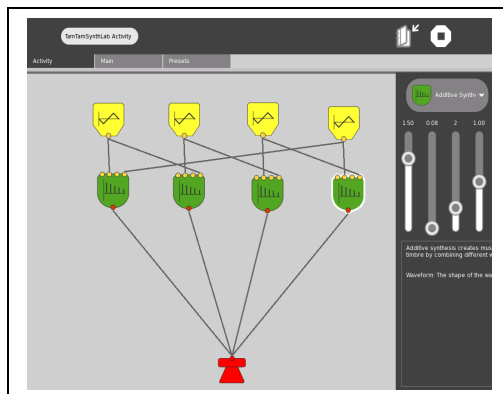 TamTamSynthLab Activity
Activity
Main
Presets
Additive Synth
1.50 0.08 2 1.00
Additive synthesis creates mus
timbre by combining different w
Waveform: The shape of the wa